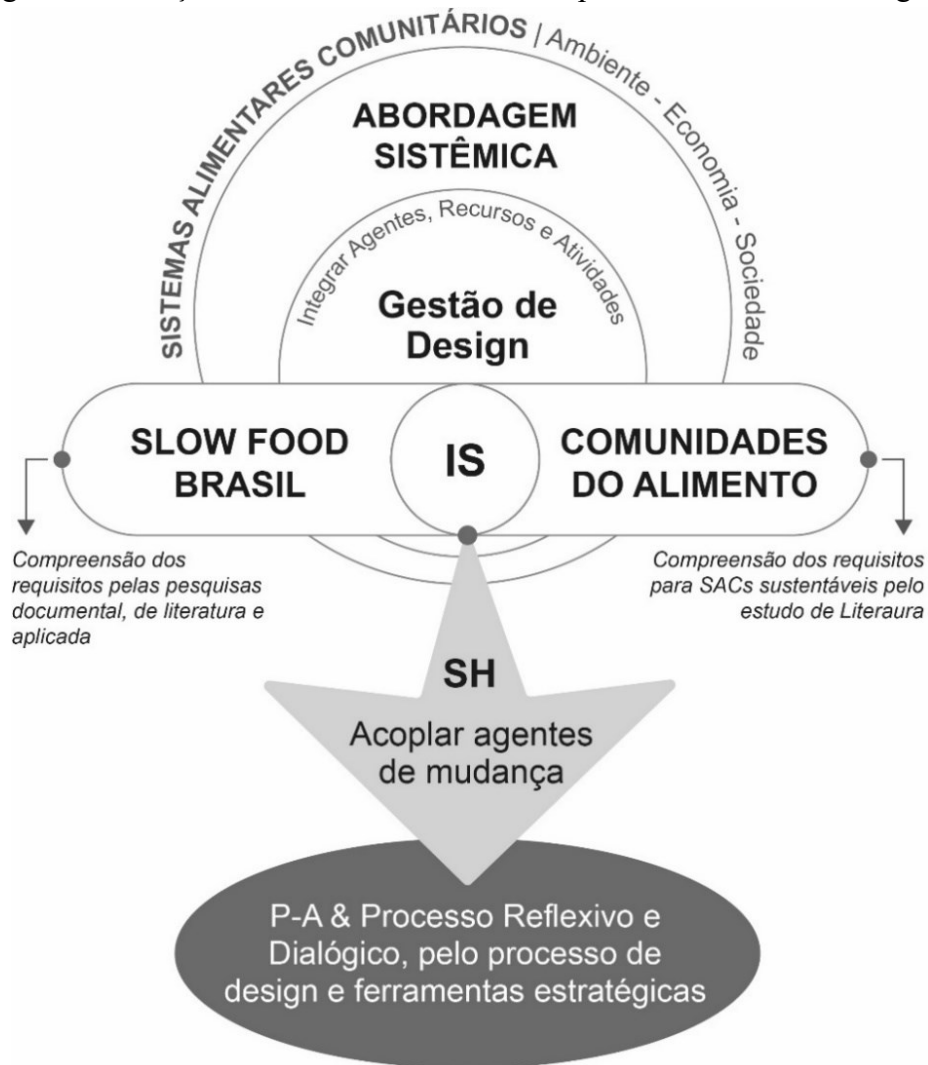 SISTEMAS ALIMENTARES COMUNITÁRIOS | Ambiente - Economia - Sociedade
ABORDAGEM
SISTÊMICA
Integrar Agentes, Recursos e Atividades
Gestão de
Design
SLOW FOOD
BRASIL
IS
COMUNIDADES
DO ALIMENTO
Compreensão dos
requisitos pelas pesquisas
documental, de literatura e
aplicada
Compreensão dos requisitos
para SACs sustentáveis pelo
estudo de Literaura
SH
Acoplar agentes
de mudança
P-A & Processo Reflexivo e
Dialógico, pelo processo de
design e ferramentas estratégicas